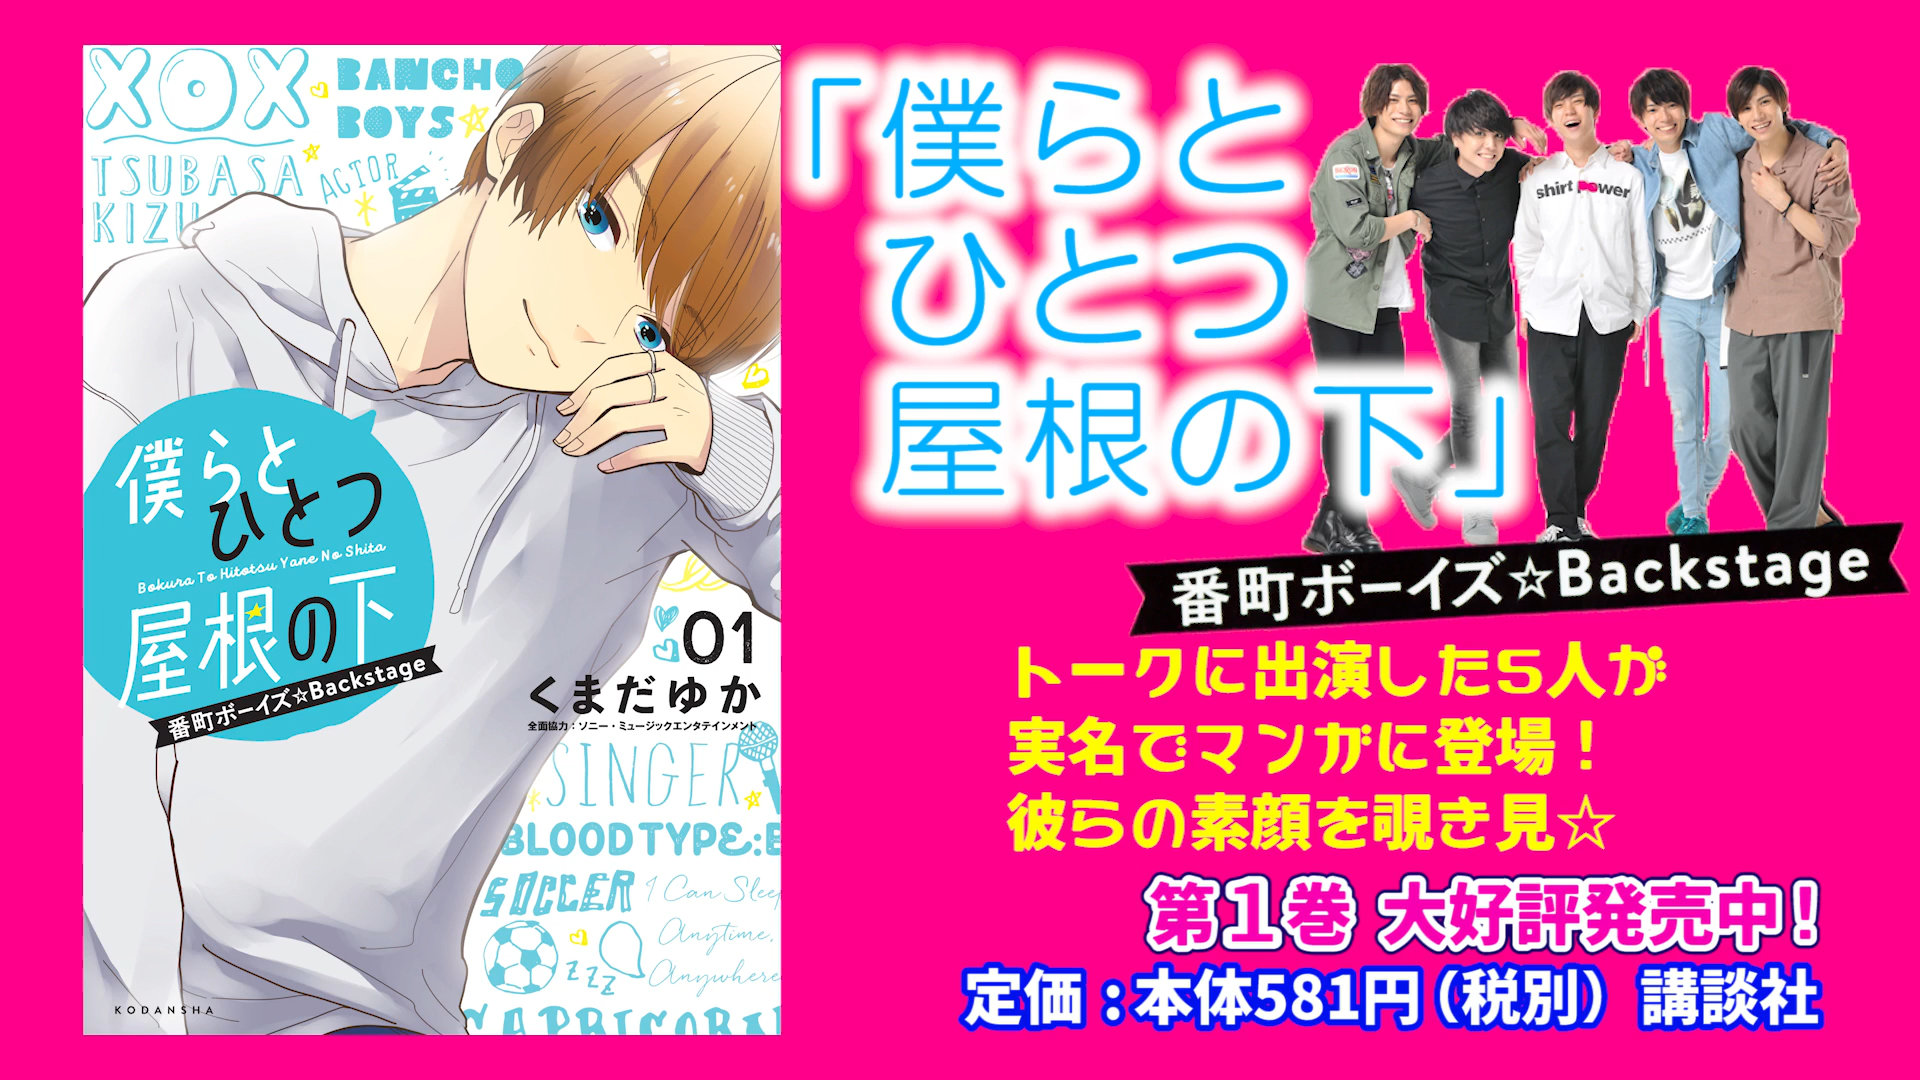 XOX
BANCHO
BOYS
TSUBASA
ACTOR
KIZU
僕らと
ひとつ
Bokura To Hitotsu Yane No Shita
屋根の下
番町ボーイズ☆Backstage
01
くまだゆか
全面協力：ソニー・ミュージックエンタテインメント
SINGER
BLOOD TYPE:B
SOCCER
I Can Sleep
Anytime,
Anywhere
ZZZ
CAPRICORN
KODANSHA
「僕らと
ひとつ
屋根の下」
shirt power
番町ボーイズ☆Backstage
トークに出演した5人が
実名でマンガに登場！
彼らの素顔を覗き見☆
第1巻 大好評発売中！
定価：本体581円（税別） 講談社